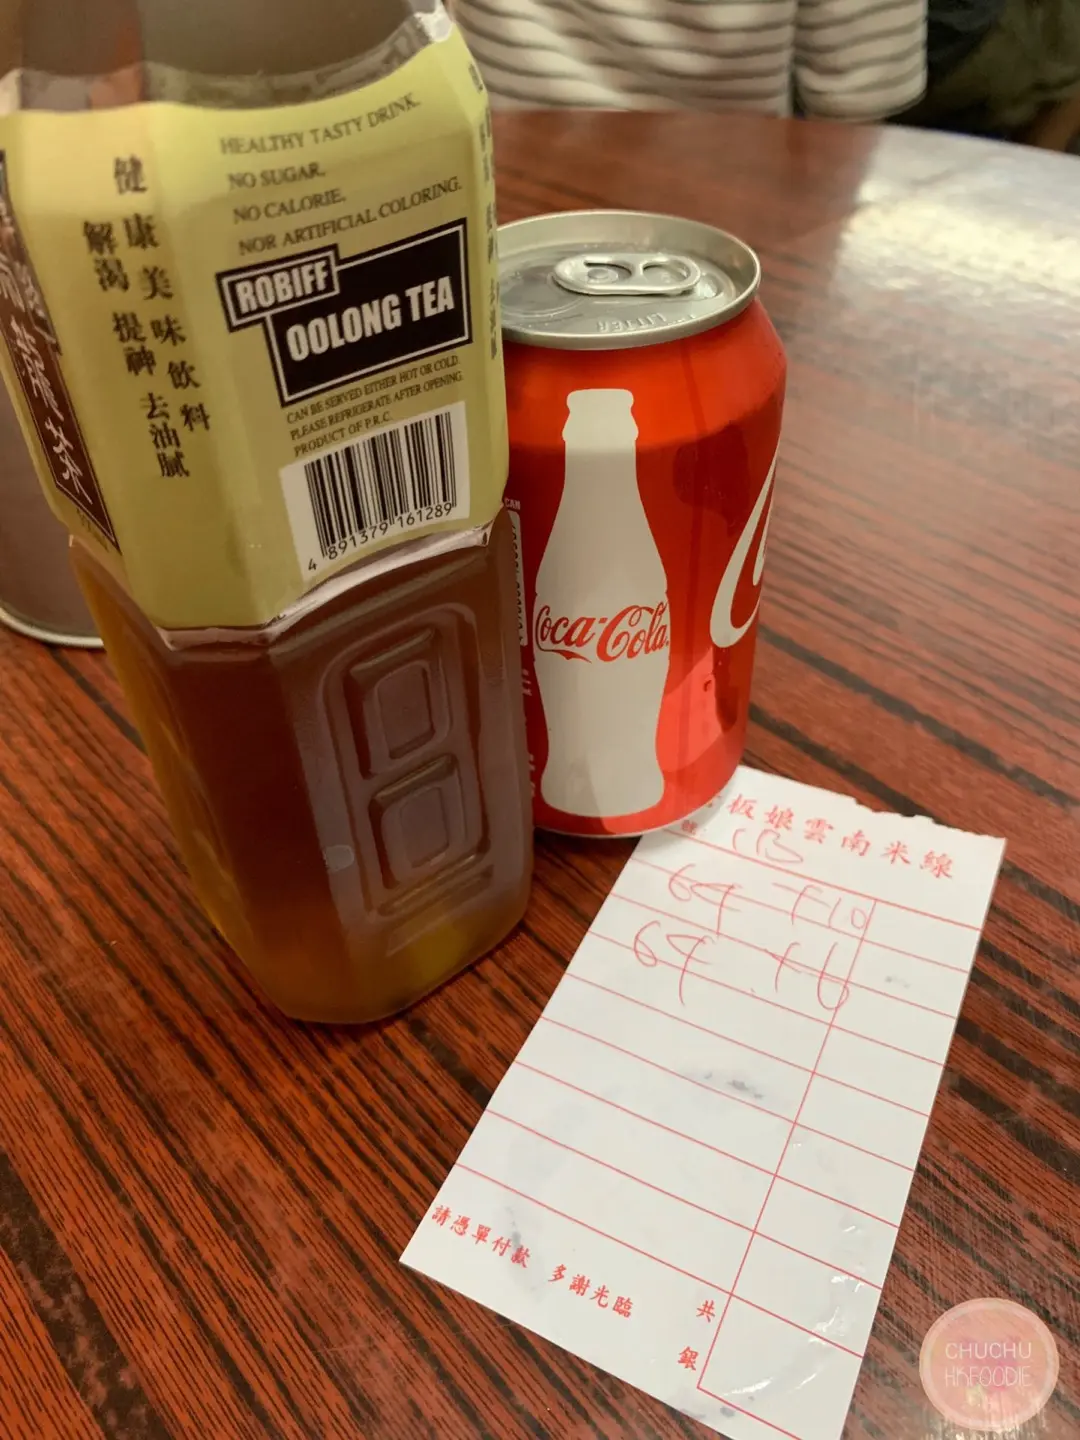 HEALTHY TASTY DRINK.
NO SUGAR,
NO CALORIE,
NOR ARTIFICIAL COLORING.
ROBIFF
OOLONG TEA
CAN BE SERVED EITHER HOT OR COLD.
PLEASE REFRIGERATE AFTER OPENING.
PRODUCT OF P.R.C.
4 891379 161289
健康美味飲料
解渴 提神 去油膩
Coca-Cola
板娘雲南米線
64 +10
64 +6
請憑單付款 多謝光臨
共
銀
CHUCHU
HKFOODIE